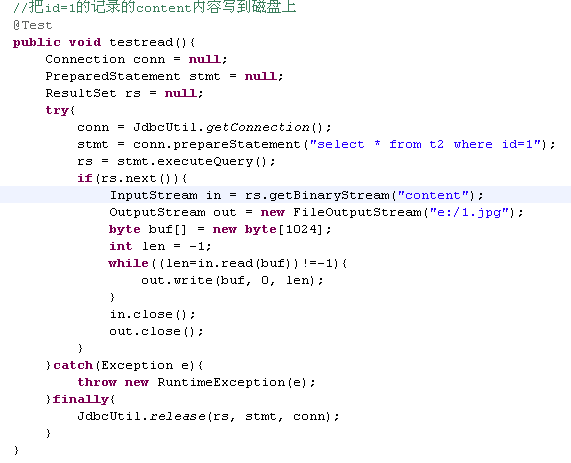 //把id=1的记录的content内容写到磁盘上
@Test
public void testread(){
    Connection conn = null;
    PreparedStatement stmt = null;
    ResultSet rs = null;
    try{
        conn = JdbcUtil.getConnection();
        stmt = conn.prepareStatement("select * from t2 where id=1");
        rs = stmt.executeQuery();
        if(rs.next()){
            InputStream in = rs.getBinaryStream("content");
            OutputStream out = new FileOutputStream("e:/1.jpg");
            byte buf[] = new byte[1024];
            int len = -1;
            while((len=in.read(buf))!=-1){
                out.write(buf, 0, len);
            }
            in.close();
            out.close();
        }
    }catch(Exception e){
        throw new RuntimeException(e);
    }finally{
        JdbcUtil.release(rs, stmt, conn);
    }
}